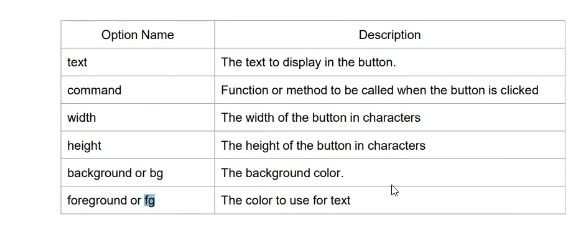 Option Name Description
text The text to display in the button.
command Function or method to be called when the button is clicked
width The width of the button in characters
height The height of the button in characters
background or bg The background color.
foreground or fg The color to use for text